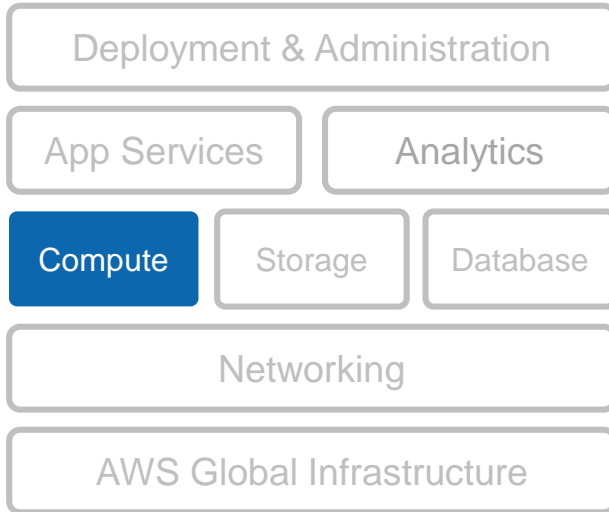 Deployment & Administration
App Services Analytics
Compute Storage Database
Networking
AWS Global Infrastructure